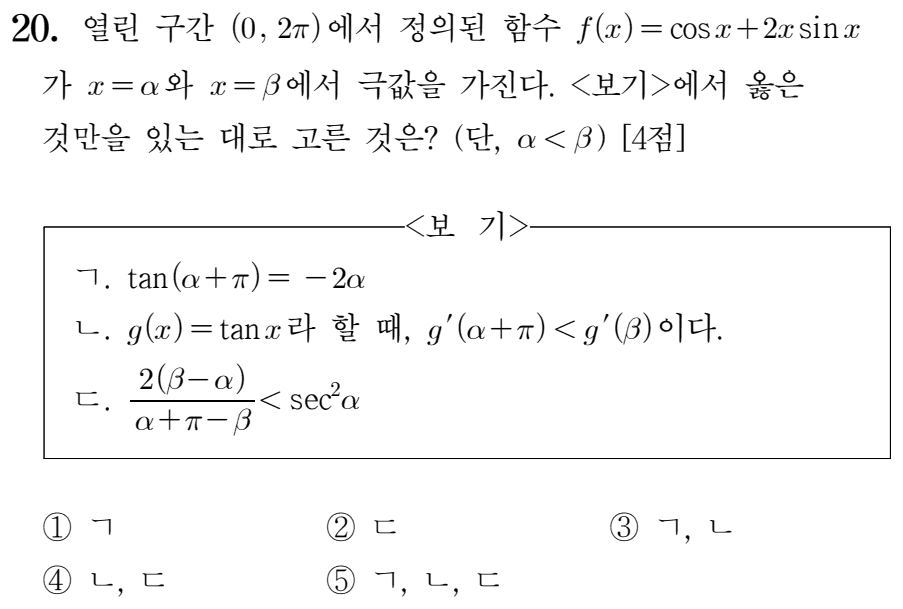 20. 열린 구간 (0, 2π)에서 정의된 함수 f(x)=cos x+2x sin x
가 x=α와 x=β에서 극값을 가진다. <보기>에서 옳은
것만을 있는 대로 고른 것은? (단, α<β) [4점]
<보 기>
ㄱ. tan(α+π)= −2α
ㄴ. g(x)=tan x라 할 때, g′(α+π)<g′(β)이다.
ㄷ. 2(β−α)/(α+π−β) < sec²α
① ㄱ ② ㄷ ③ ㄱ, ㄴ
④ ㄴ, ㄷ ⑤ ㄱ, ㄴ, ㄷ